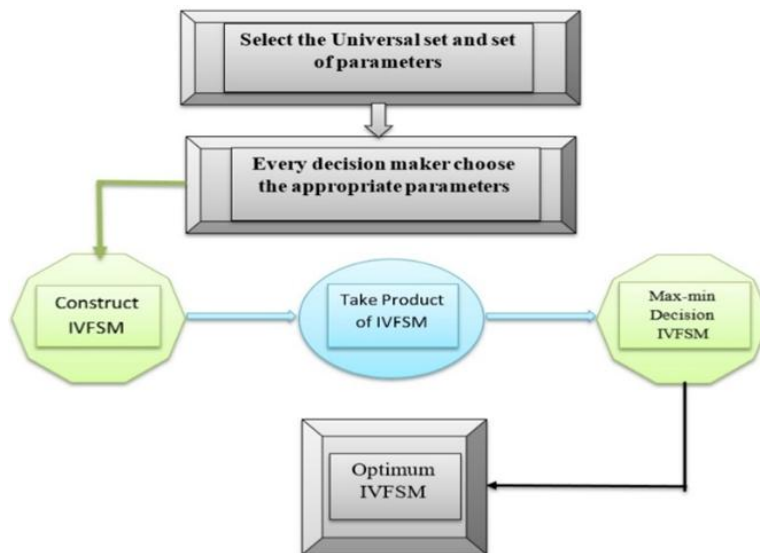 Select the Universal set and set
of parameters
Every decision maker choose
the appropriate parameters
Construct
IVFSM
Take Product
of IVFSM
Max-min
Decision
IVFSM
Optimum
IVFSM